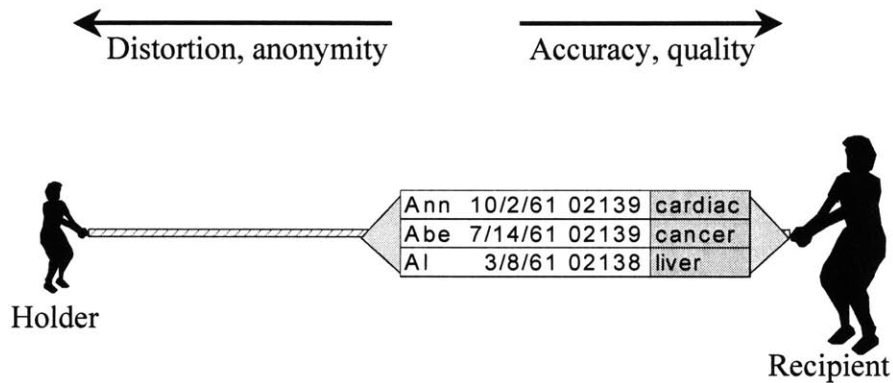 Distortion, anonymity
Accuracy, quality
Ann 10/2/61 02139 cardiac
Abe 7/14/61 02139 cancer
Al 3/8/61 02138 liver
Holder
Recipient